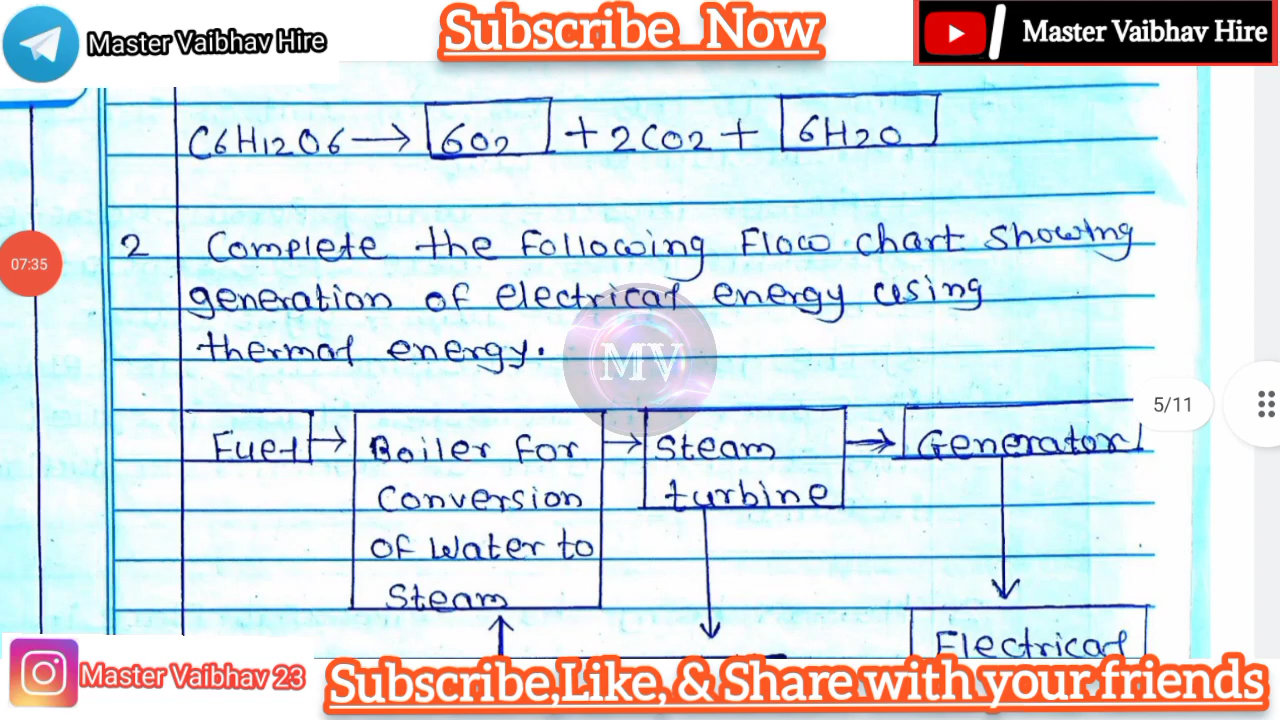 Master Vaibhav Hire
Subscribe Now
Master Vaibhav Hire
C6H12O6 → 6O2 + 2CO2 + 6H2O
07:35
2 Complete the Following Flow chart showing
generation of electrical energy using
thermal energy.
MV
5/11
Fuel → Boiler For → Steam → Generator
Conversion turbine
of Water to
Steam
Electrical
Master Vaibhav 23
Subscribe,Like, & Share with your friends